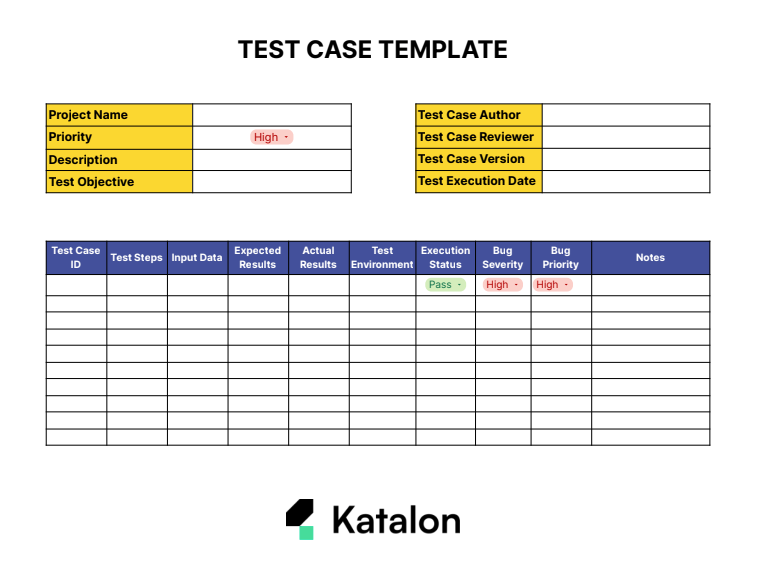 TEST CASE TEMPLATE
Project Name
Priority High
Description
Test Objective
Test Case Author
Test Case Reviewer
Test Case Version
Test Execution Date
Test Case ID Test Steps Input Data Expected Results Actual Results Test Environment Execution Status Bug Severity Bug Priority Notes
Pass High High
Katalon